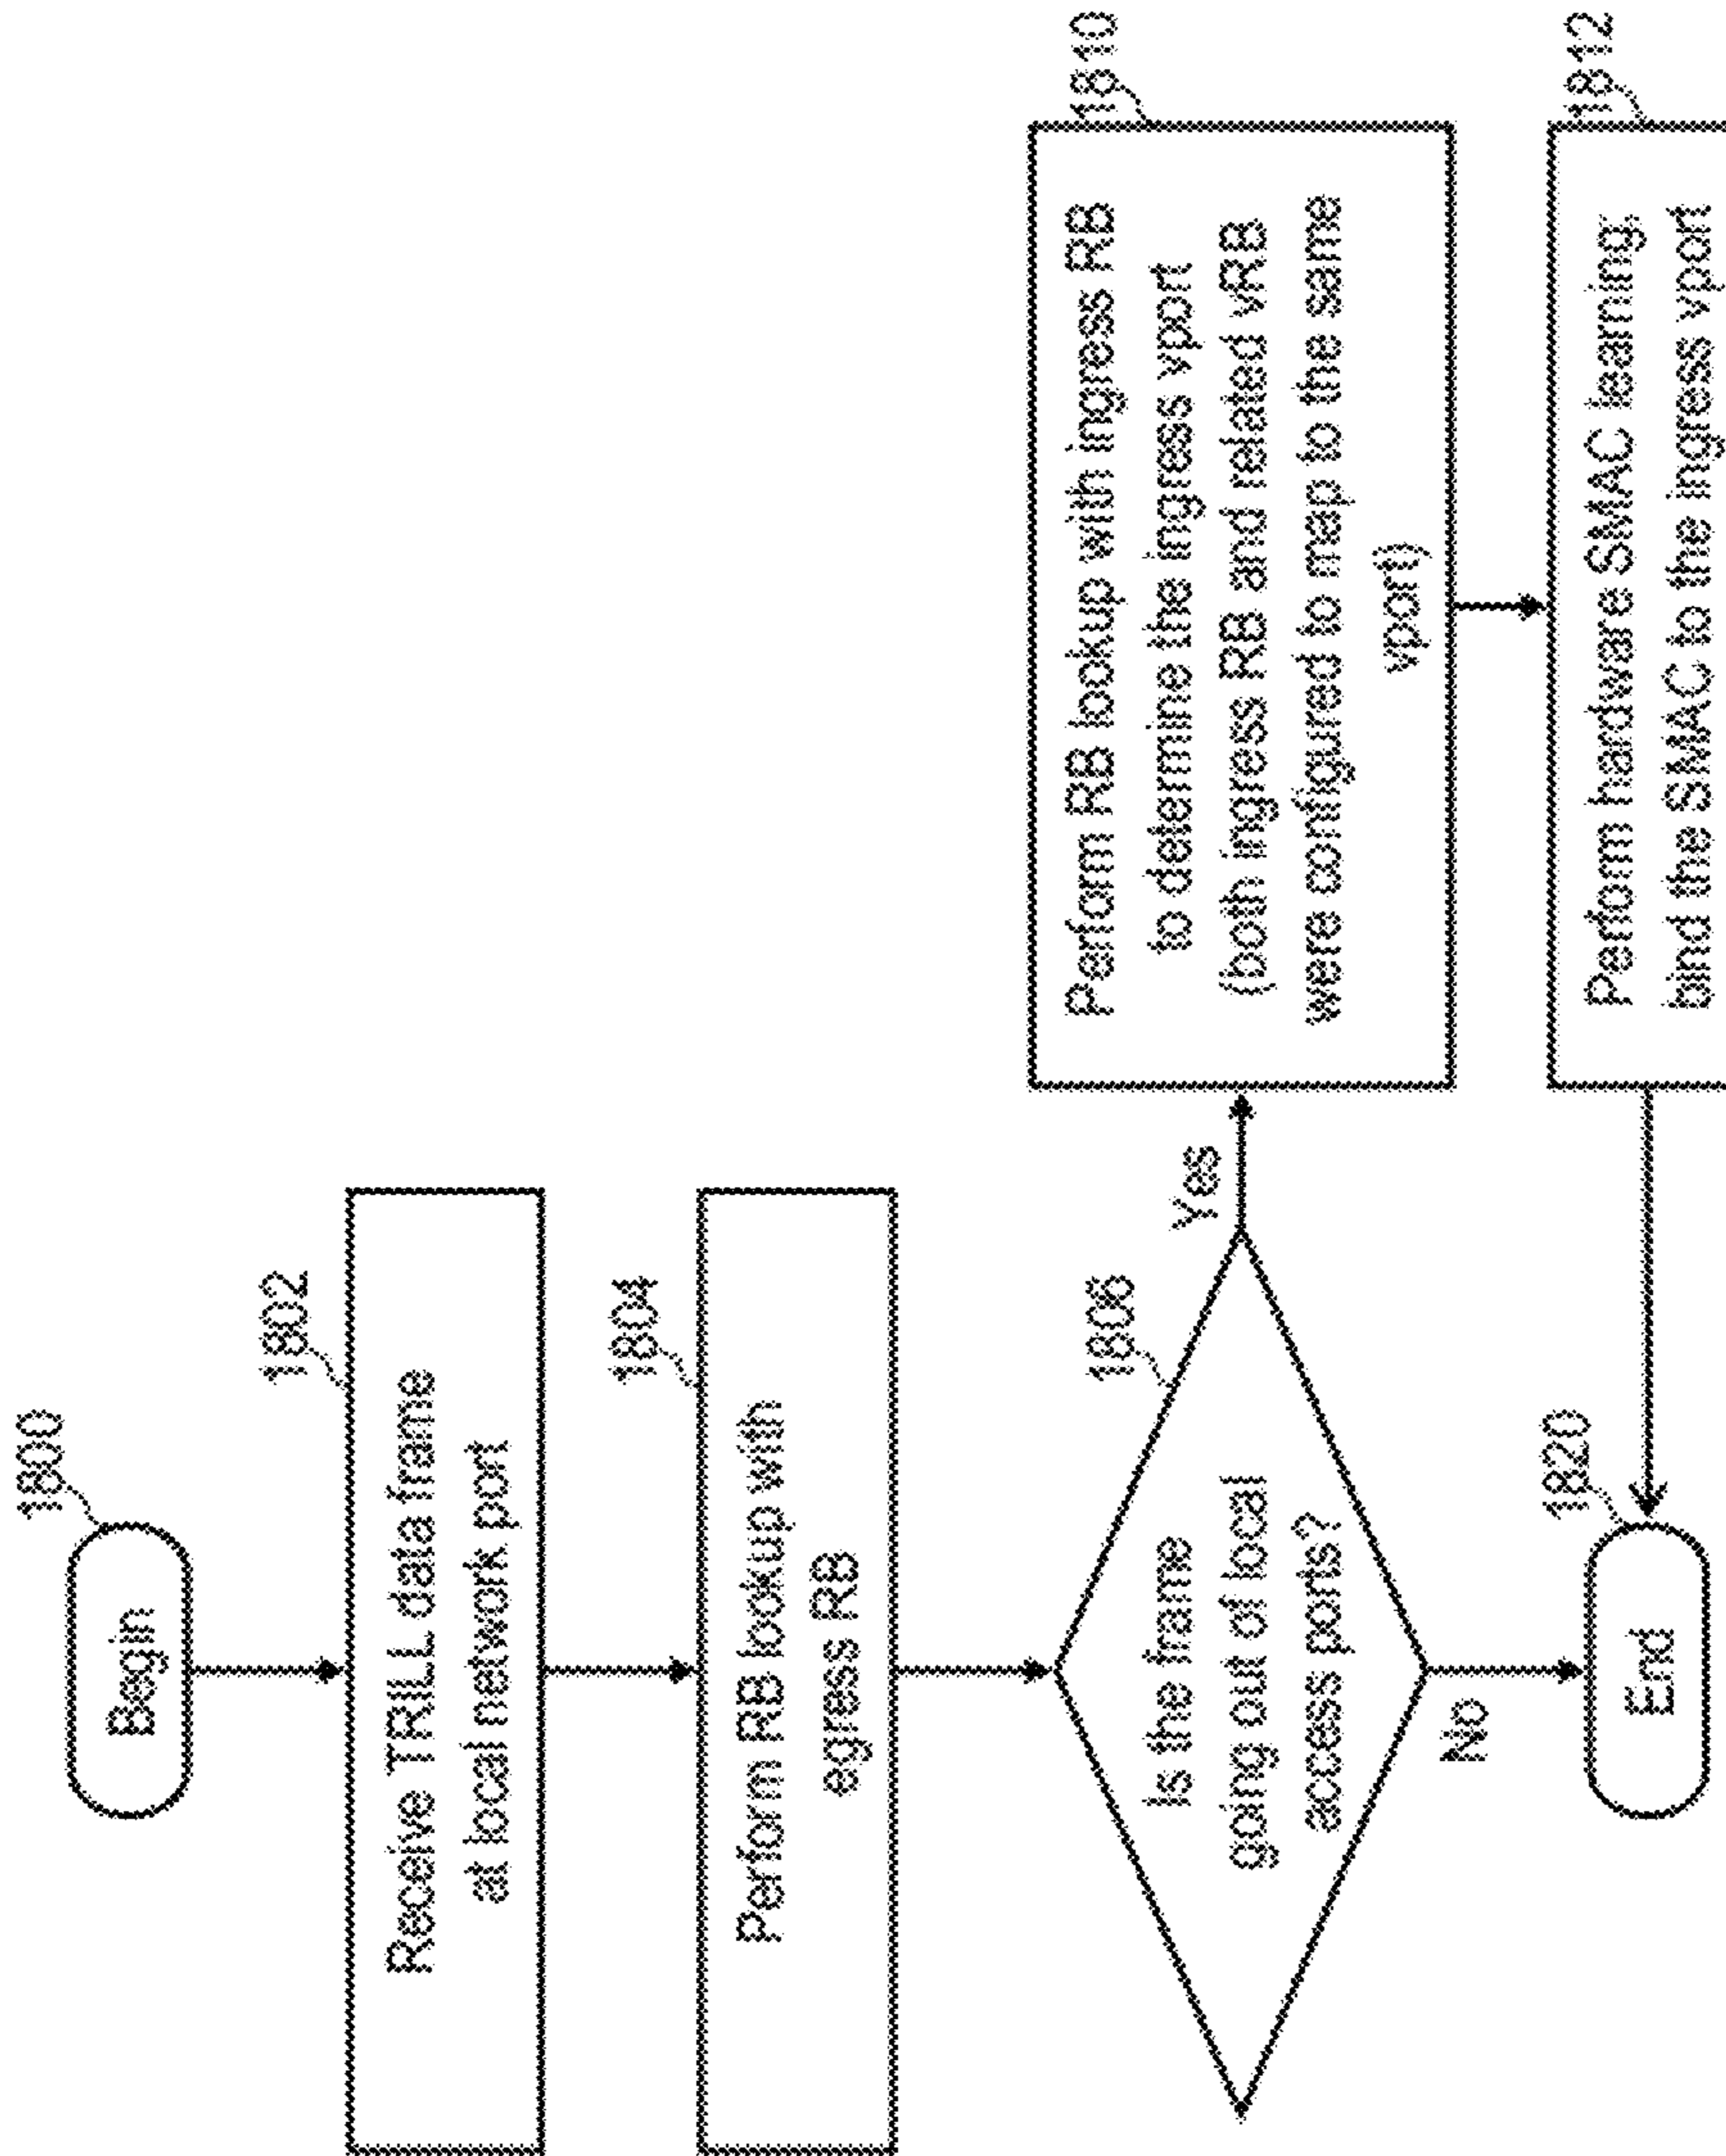 1800
Begin
1802
Receive TRILL data frame
at local network port
1804
Perform RB lookup with
egress RB
1806
Is the frame
going out of local
access ports?
Yes
No
1810
Perform RB lookup with ingress RB
to determine the ingress vport
(both ingress RB and related vRB
were configured to map to the same
vport)
1812
Perform hardware SMAC learning;
bind the SMAC to the ingress vport
1820
End